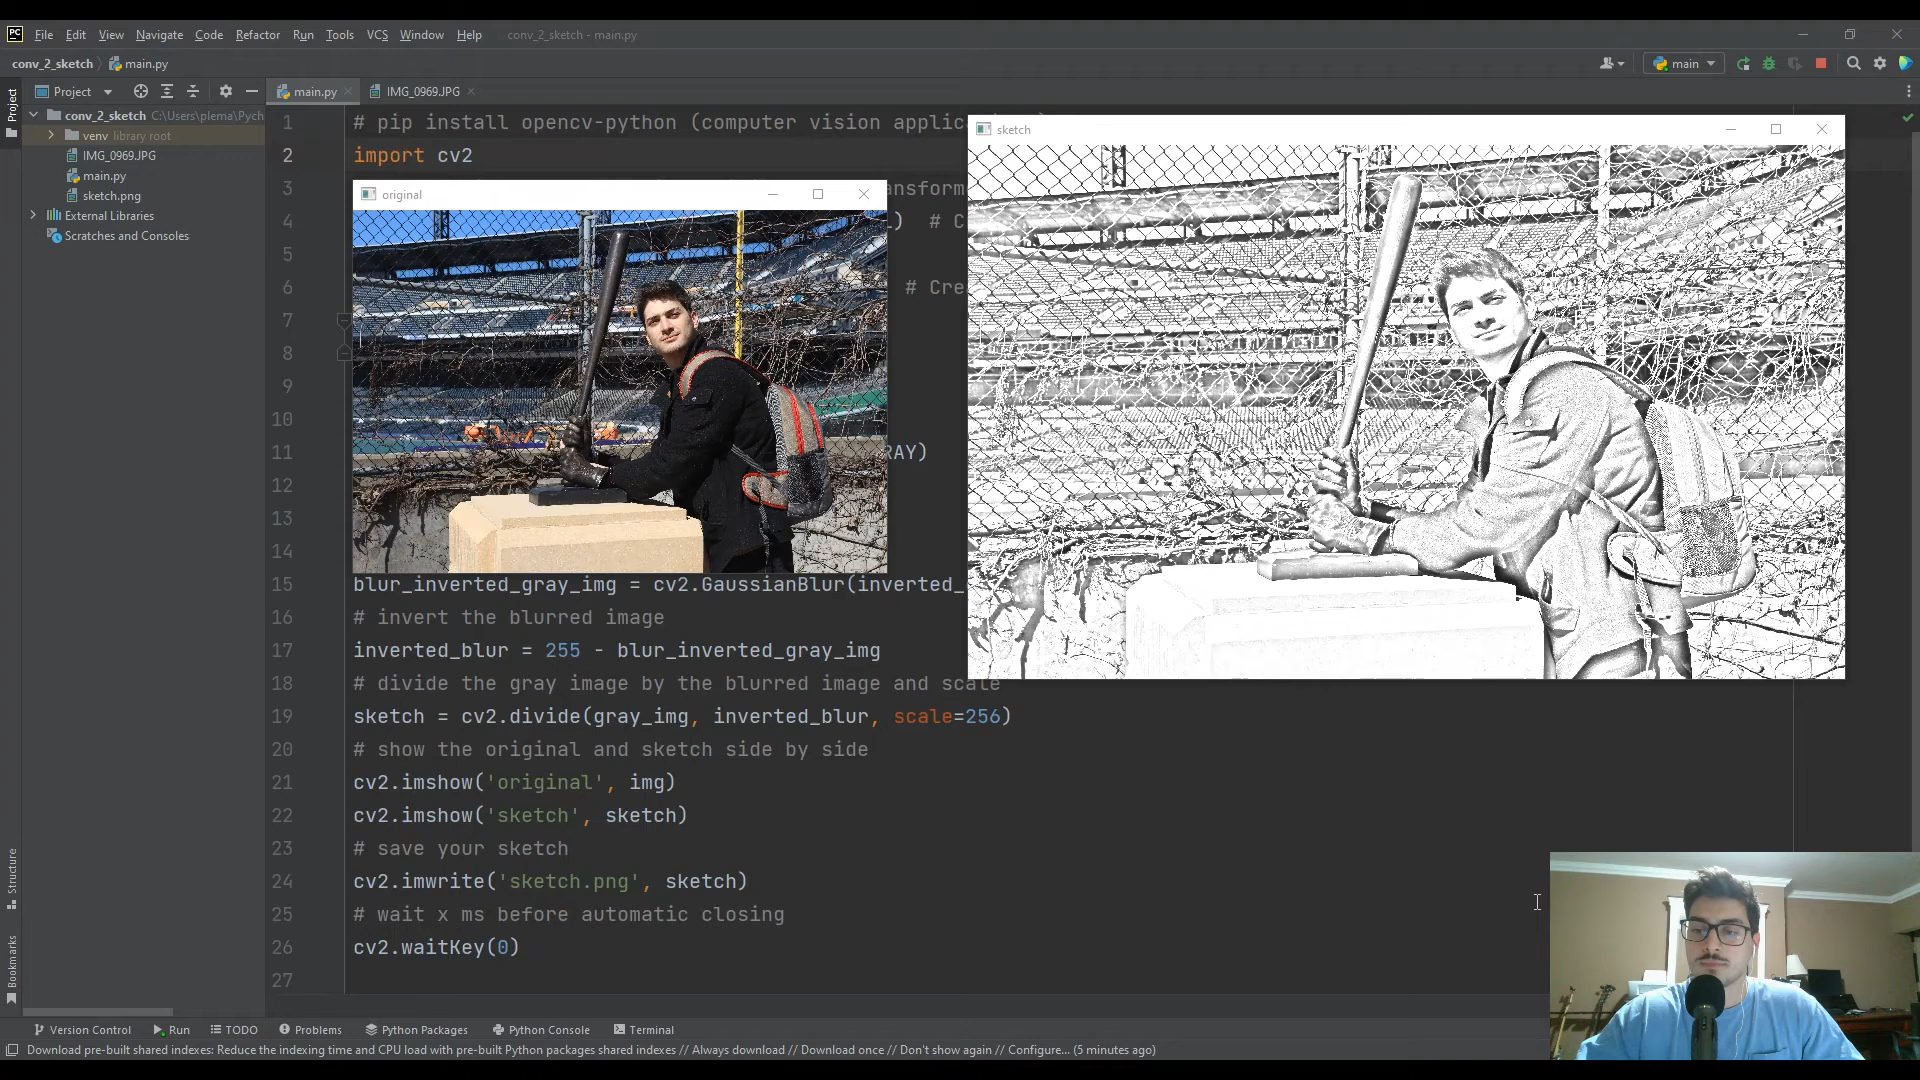 PC File Edit View Navigate Code Refactor Run Tools VCS Window Help conv_2_sketch - main.py
conv_2_sketch main.py main
Project main.py IMG_0969.JPG
Project
conv_2_sketch C:\Users\plema\Pych
venv library root
IMG_0969.JPG
main.py
sketch.png
External Libraries
Scratches and Consoles
1 # pip install opencv-python (computer vision applic
2 import cv2
3 ansform
4 ) # C
5
6 # Cre
7
8
9
10
11 RAY)
12
13
14
15 blur_inverted_gray_img = cv2.GaussianBlur(inverted_
16 # invert the blurred image
17 inverted_blur = 255 - blur_inverted_gray_img
18 # divide the gray image by the blurred image and scale
19 sketch = cv2.divide(gray_img, inverted_blur, scale=256)
20 # show the original and sketch side by side
21 cv2.imshow('original', img)
22 cv2.imshow('sketch', sketch)
23 # save your sketch
24 cv2.imwrite('sketch.png', sketch)
25 # wait x ms before automatic closing
26 cv2.waitKey(0)
27
original
sketch
Structure
Bookmarks
Version Control Run TODO Problems Python Packages Python Console Terminal
Download pre-built shared indexes: Reduce the indexing time and CPU load with pre-built Python packages shared indexes // Always download // Download once // Don't show again // Configure... (5 minutes ago)